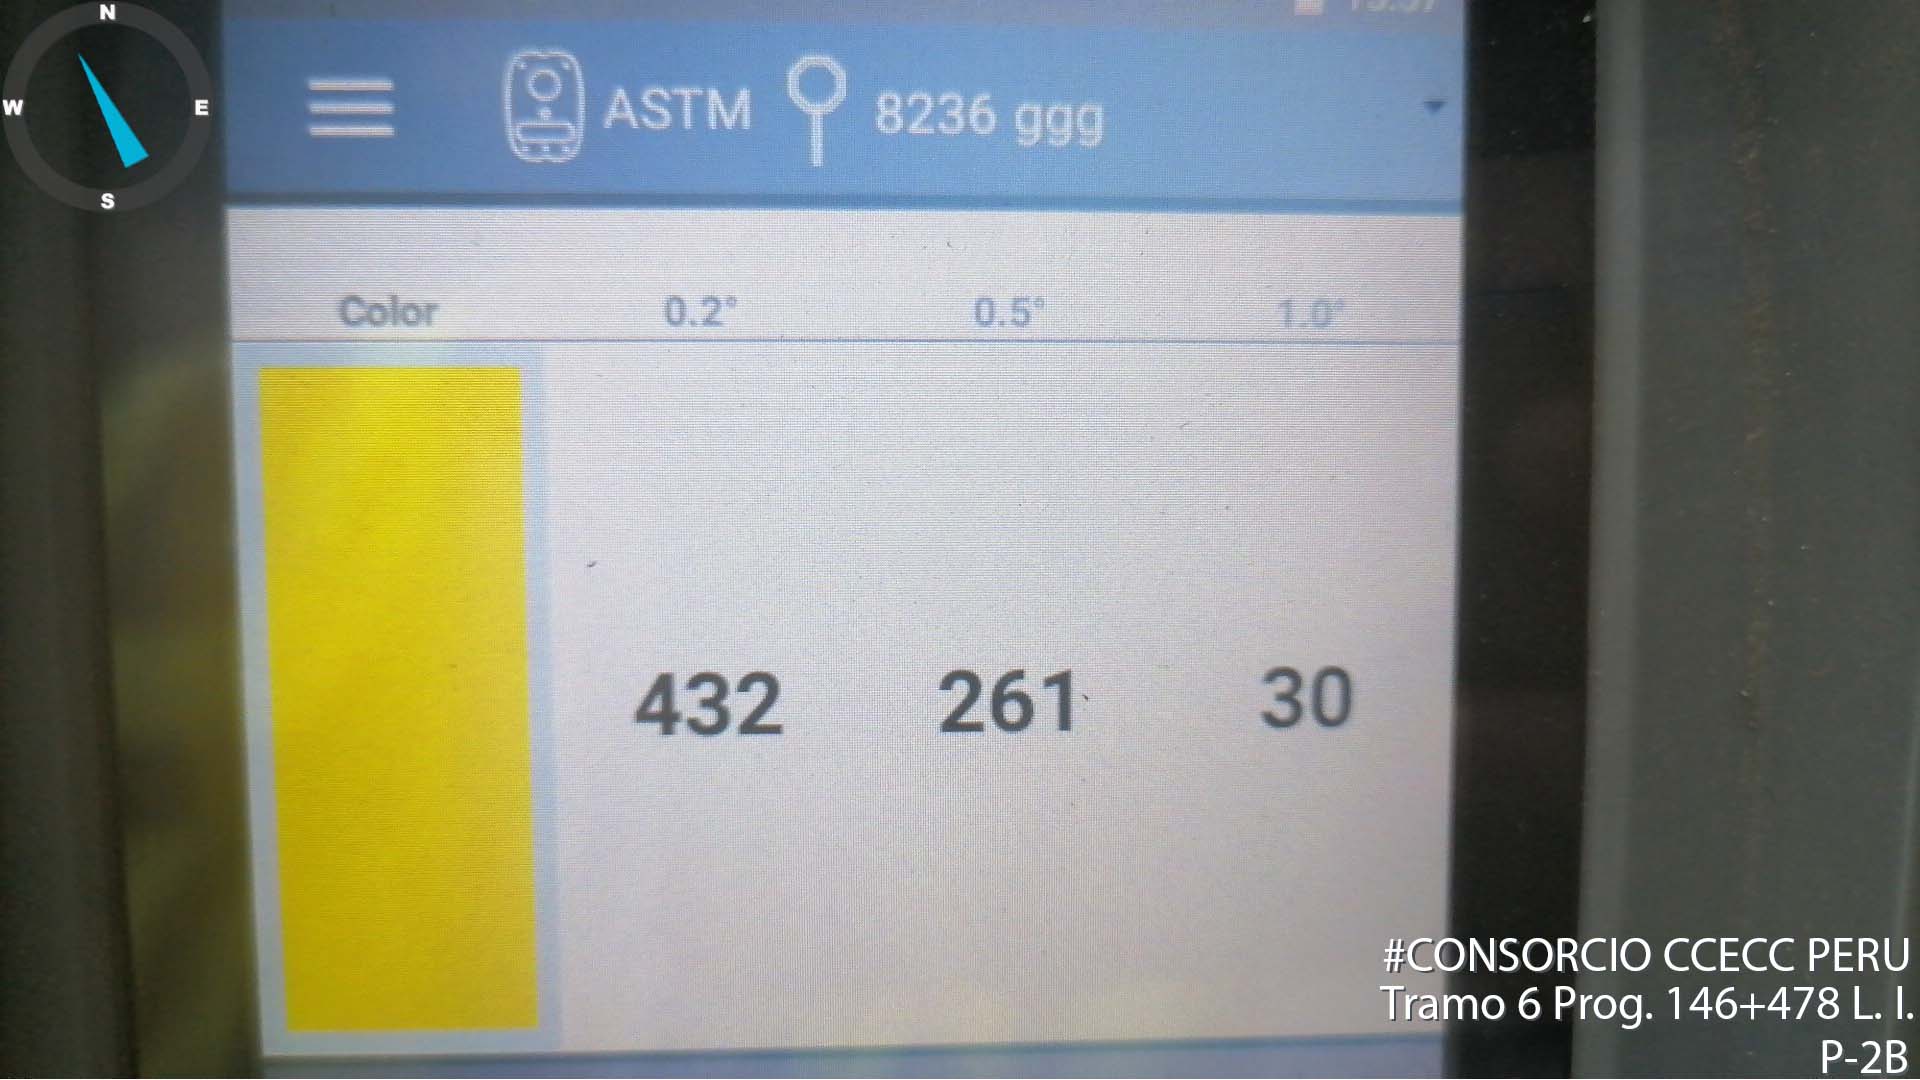 N
W E
S
ASTM 8236 ggg
Color 0.2° 0.5° 1.0°
432 261 30
#CONSORCIO CCECC PERU
Tramo 6 Prog. 146+478 L. I.
P-2B